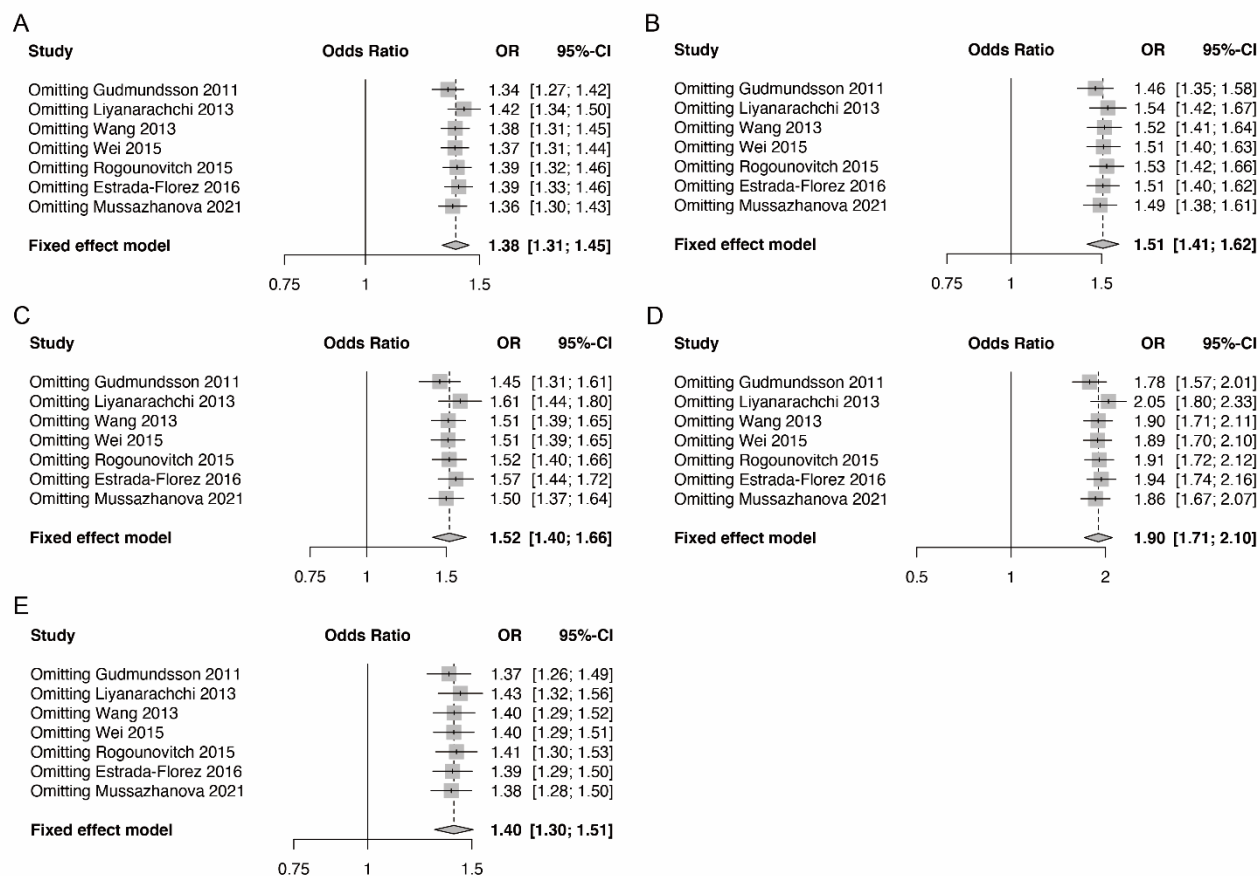 A
Study Odds Ratio OR 95%-CI
Omitting Gudmundsson 2011 1.34 [1.27; 1.42]
Omitting Liyanarachchi 2013 1.42 [1.34; 1.50]
Omitting Wang 2013 1.38 [1.31; 1.45]
Omitting Wei 2015 1.37 [1.31; 1.44]
Omitting Rogounovitch 2015 1.39 [1.32; 1.46]
Omitting Estrada-Florez 2016 1.39 [1.33; 1.46]
Omitting Mussazhanova 2021 1.36 [1.30; 1.43]
Fixed effect model 1.38 [1.31; 1.45]
0.75 1 1.5
B
Study Odds Ratio OR 95%-CI
Omitting Gudmundsson 2011 1.46 [1.35; 1.58]
Omitting Liyanarachchi 2013 1.54 [1.42; 1.67]
Omitting Wang 2013 1.52 [1.41; 1.64]
Omitting Wei 2015 1.51 [1.40; 1.63]
Omitting Rogounovitch 2015 1.53 [1.42; 1.66]
Omitting Estrada-Florez 2016 1.51 [1.40; 1.62]
Omitting Mussazhanova 2021 1.49 [1.38; 1.61]
Fixed effect model 1.51 [1.41; 1.62]
0.75 1 1.5
C
Study Odds Ratio OR 95%-CI
Omitting Gudmundsson 2011 1.45 [1.31; 1.61]
Omitting Liyanarachchi 2013 1.61 [1.44; 1.80]
Omitting Wang 2013 1.51 [1.39; 1.65]
Omitting Wei 2015 1.51 [1.39; 1.65]
Omitting Rogounovitch 2015 1.52 [1.40; 1.66]
Omitting Estrada-Florez 2016 1.57 [1.44; 1.72]
Omitting Mussazhanova 2021 1.50 [1.37; 1.64]
Fixed effect model 1.52 [1.40; 1.66]
0.75 1 1.5
D
Study Odds Ratio OR 95%-CI
Omitting Gudmundsson 2011 1.78 [1.57; 2.01]
Omitting Liyanarachchi 2013 2.05 [1.80; 2.33]
Omitting Wang 2013 1.90 [1.71; 2.11]
Omitting Wei 2015 1.89 [1.70; 2.10]
Omitting Rogounovitch 2015 1.91 [1.72; 2.12]
Omitting Estrada-Florez 2016 1.94 [1.74; 2.16]
Omitting Mussazhanova 2021 1.86 [1.67; 2.07]
Fixed effect model 1.90 [1.71; 2.10]
0.5 1 2
E
Study Odds Ratio OR 95%-CI
Omitting Gudmundsson 2011 1.37 [1.26; 1.49]
Omitting Liyanarachchi 2013 1.43 [1.32; 1.56]
Omitting Wang 2013 1.40 [1.29; 1.52]
Omitting Wei 2015 1.40 [1.29; 1.51]
Omitting Rogounovitch 2015 1.41 [1.30; 1.53]
Omitting Estrada-Florez 2016 1.39 [1.29; 1.50]
Omitting Mussazhanova 2021 1.38 [1.28; 1.50]
Fixed effect model 1.40 [1.30; 1.51]
0.75 1 1.5